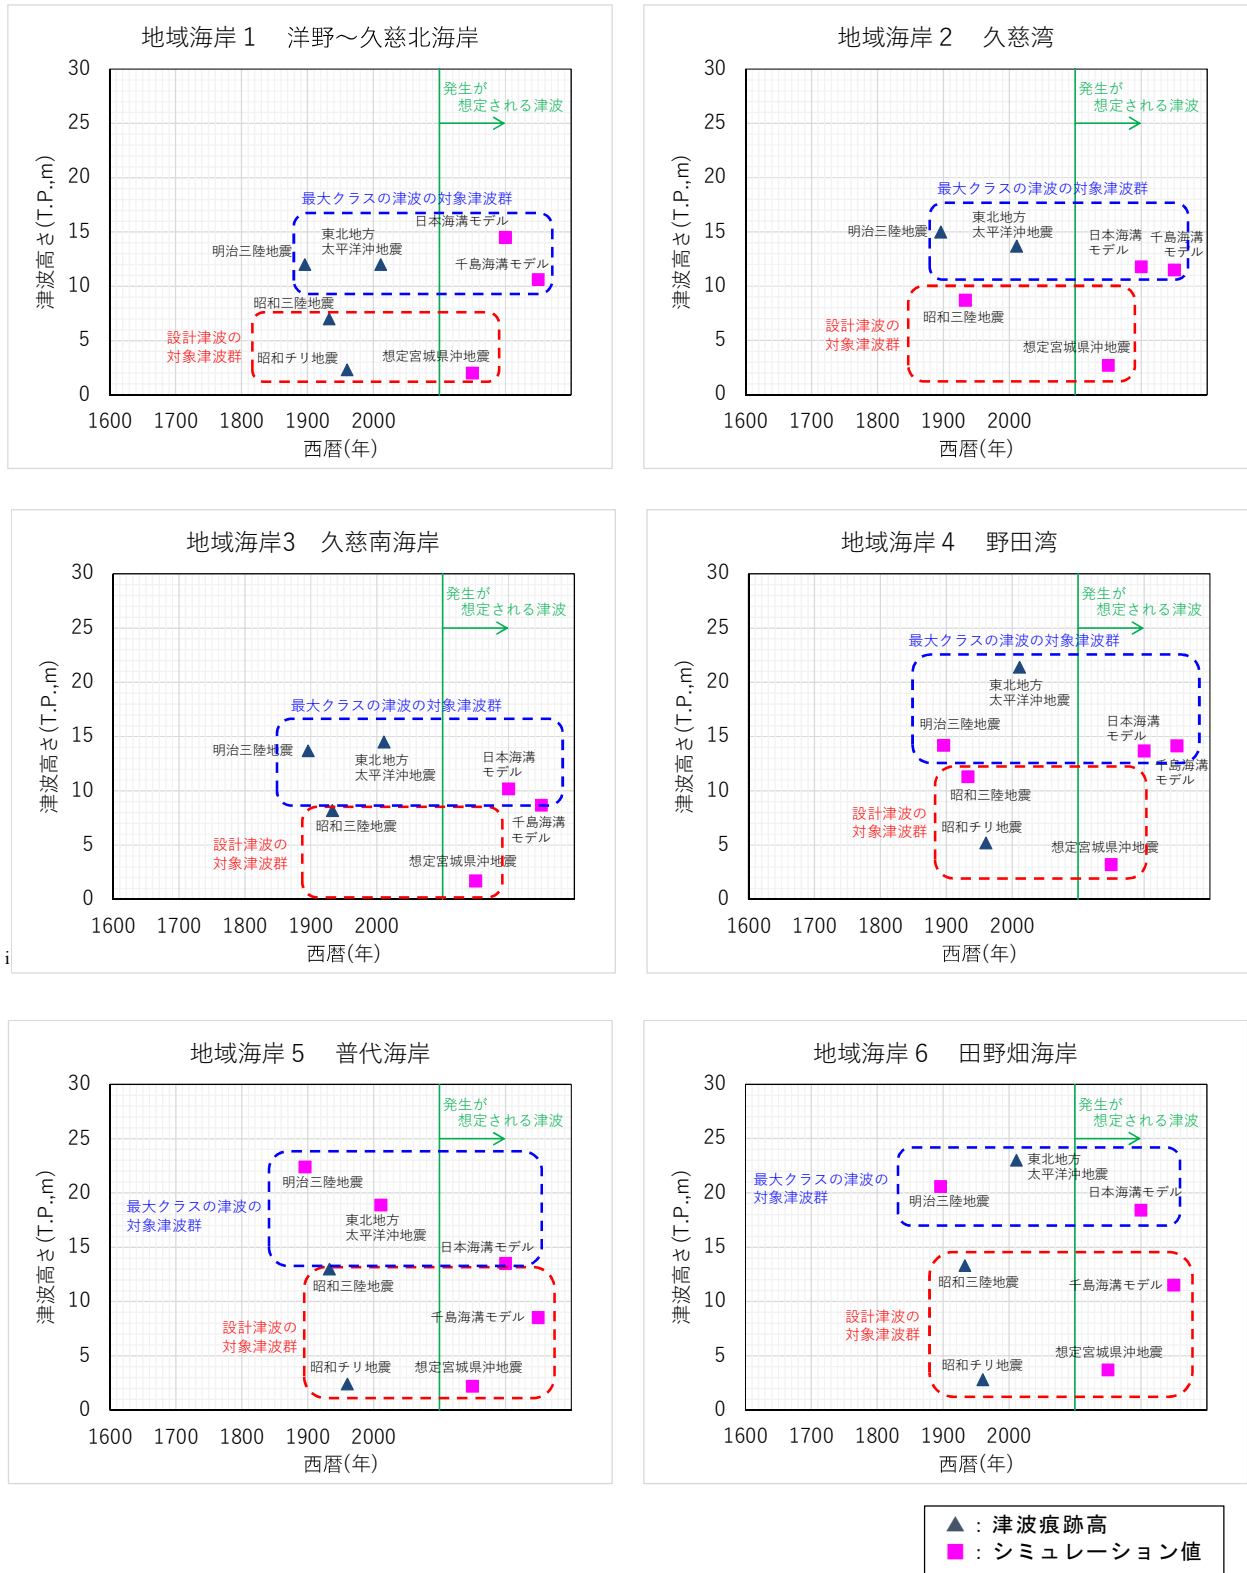 地域海岸１　洋野～久慈北海岸
30
25
20
15
10
5
0
津波高さ(T.P.,m)
発生が
想定される津波
最大クラスの津波の対象津波群
日本海溝モデル
東北地方
太平洋沖地震
明治三陸地震
千島海溝モデル
昭和三陸地震
設計津波の
対象津波群
昭和チリ地震
想定宮城県沖地震
1600 1700 1800 1900 2000
西暦(年)
地域海岸２　久慈湾
30
25
20
15
10
5
0
津波高さ(T.P.,m)
発生が
想定される津波
最大クラスの津波の対象津波群
明治三陸地震
東北地方
太平洋沖地震
日本海溝
モデル
千島海溝
モデル
設計津波の
対象津波群
昭和三陸地震
想定宮城県沖地震
1600 1700 1800 1900 2000
西暦(年)
地域海岸3　久慈南海岸
30
25
20
15
10
5
0
津波高さ(T.P.,m)
発生が
想定される津波
最大クラスの津波の対象津波群
明治三陸地震
東北地方
太平洋沖地震
日本海溝
モデル
昭和三陸地震
千島海溝
モデル
設計津波の
対象津波群
想定宮城県沖地震
1600 1700 1800 1900 2000
西暦(年)
i
地域海岸４　野田湾
30
25
20
15
10
5
0
津波高さ(T.P.,m)
発生が
想定される津波
最大クラスの津波の対象津波群
東北地方
太平洋沖地震
明治三陸地震
日本海溝
モデル
千島海溝
モデル
昭和三陸地震
設計津波の
対象津波群
昭和チリ地震
想定宮城県沖地震
1600 1700 1800 1900 2000
西暦(年)
地域海岸５　普代海岸
30
25
20
15
10
5
0
津波高さ(T.P.,m)
発生が
想定される津波
明治三陸地震
最大クラスの津波の
対象津波群
東北地方
太平洋沖地震
日本海溝モデル
昭和三陸地震
千島海溝モデル
設計津波の
対象津波群
昭和チリ地震
想定宮城県沖地震
1600 1700 1800 1900 2000
西暦(年)
地域海岸６　田野畑海岸
30
25
20
15
10
5
0
津波高さ(T.P.,m)
発生が
想定される津波
東北地方
太平洋沖地震
最大クラスの津波の
対象津波群
明治三陸地震
日本海溝モデル
昭和三陸地震
千島海溝モデル
設計津波の
対象津波群
昭和チリ地震
想定宮城県沖地震
1600 1700 1800 1900 2000
西暦(年)
▲：津波痕跡高
■：シミュレーション値